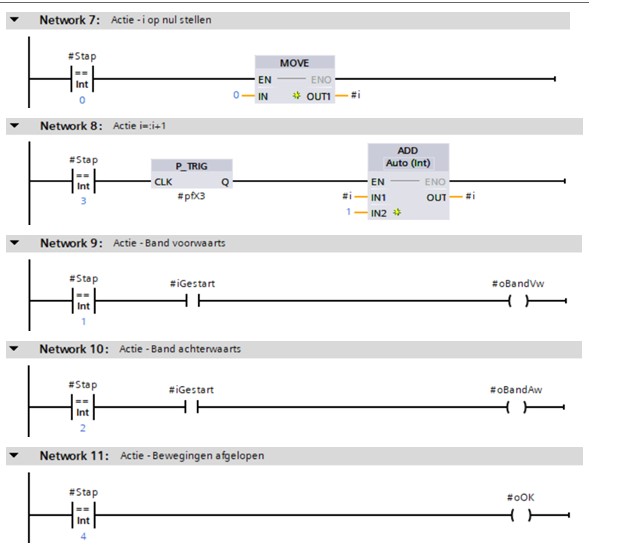 Network 7: Actie - i op nul stellen
#Stap
==
Int
0
MOVE
EN ENO
0 IN OUT1 #i
Network 8: Actie i=:i+1
#Stap
==
Int
3
P_TRIG
CLK Q
#pfX3
ADD
Auto (Int)
EN ENO
#i IN1 OUT #i
1 IN2
Network 9: Actie - Band voorwaarts
#Stap #iGestart #oBandVw
==
Int
1
Network 10: Actie - Band achterwaarts
#Stap #iGestart #oBandAw
==
Int
2
Network 11: Actie - Bewegingen afgelopen
#Stap #oOK
==
Int
4